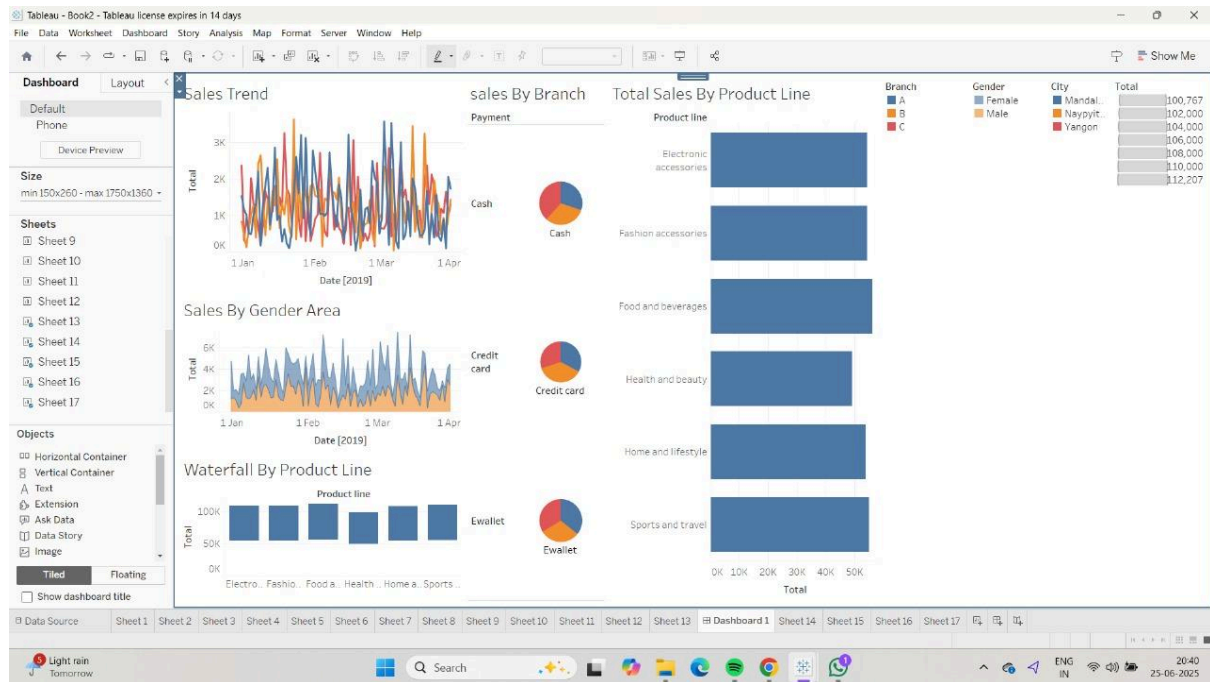 Tableau - Book2 - Tableau license expires in 14 days
File Data Worksheet Dashboard Story Analysis Map Format Server Window Help
Show Me
Dashboard Layout
Default
Phone
Device Preview
Size
min 150x260 - max 1750x1360
Sheets
Sheet 9
Sheet 10
Sheet 11
Sheet 12
Sheet 13
Sheet 14
Sheet 15
Sheet 16
Sheet 17
Objects
Horizontal Container
Vertical Container
Text
Extension
Ask Data
Data Story
Image
Tiled Floating
Show dashboard title
Sales Trend
Total
3K
2K
1K
0K
1 Jan 1 Feb 1 Mar 1 Apr
Date [2019]
Sales By Gender Area
Total
6K
4K
2K
0K
1 Jan 1 Feb 1 Mar 1 Apr
Date [2019]
Waterfall By Product Line
Product line
Total
100K
50K
0K
Electro.. Fashio.. Food a.. Health .. Home a.. Sports ..
sales By Branch
Payment
Cash
Cash
Credit
card
Credit card
Ewallet
Ewallet
Total Sales By Product Line
Product line
Electronic
accessories
Fashion accessories
Food and beverages
Health and beauty
Home and lifestyle
Sports and travel
0K 10K 20K 30K 40K 50K
Total
Branch
A
B
C
Gender
Female
Male
City
Mandal..
Naypyit..
Yangon
Total
100,767
102,000
104,000
106,000
108,000
110,000
112,207
Data Source Sheet 1 Sheet 2 Sheet 3 Sheet 4 Sheet 5 Sheet 6 Sheet 7 Sheet 8 Sheet 9 Sheet 10 Sheet 11 Sheet 12 Sheet 13 Dashboard 1 Sheet 14 Sheet 15 Sheet 16 Sheet 17
5
Light rain
Tomorrow
Search
1
ENG
IN
20:40
25-06-2025